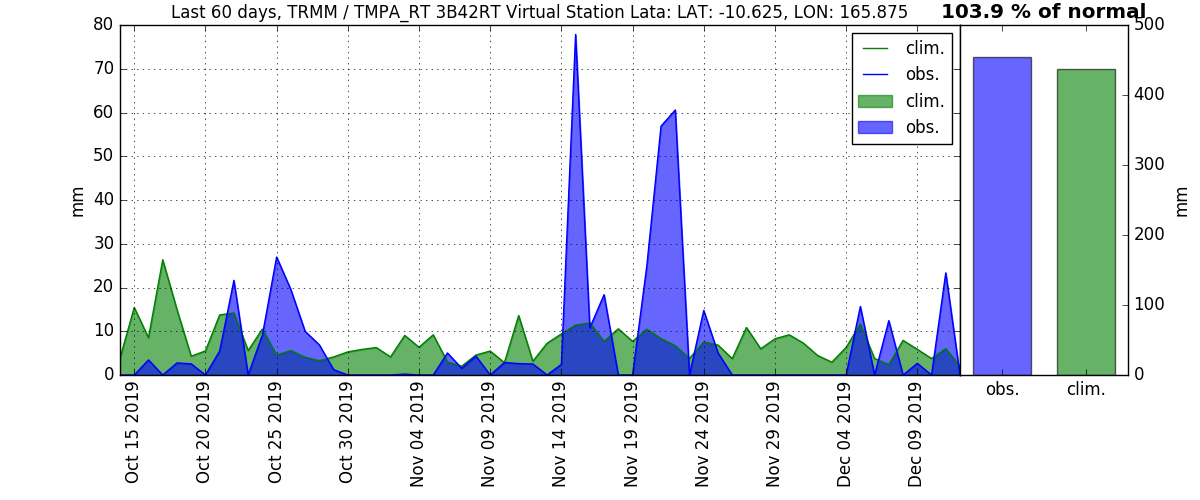 Last 60 days, TRMM / TMPA_RT 3B42RT Virtual Station Lata: LAT: -10.625, LON: 165.875
103.9 % of normal
80
70
60
50
40
30
20
10
0
mm
clim.
obs.
clim.
obs.
500
400
300
200
100
0
mm
obs.
clim.
Oct 15 2019
Oct 20 2019
Oct 25 2019
Oct 30 2019
Nov 04 2019
Nov 09 2019
Nov 14 2019
Nov 19 2019
Nov 24 2019
Nov 29 2019
Dec 04 2019
Dec 09 2019